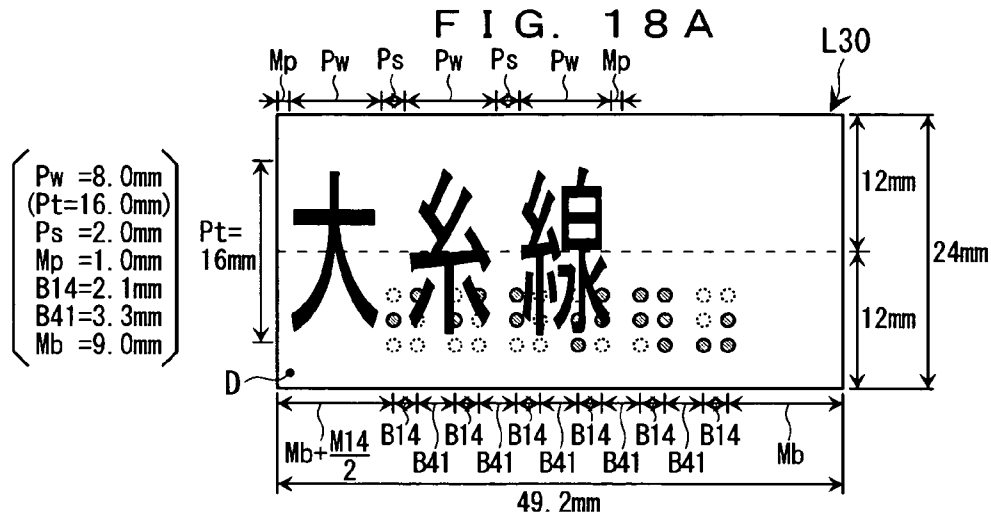 FIG. 18A
L30
Mp Pw Ps Pw Ps Pw Mp
Pw =8.0mm
(Pt=16.0mm)
Ps =2.0mm
Mp =1.0mm
B14=2.1mm
B41=3.3mm
Mb =9.0mm
Pt=
16mm
大糸線
12mm
24mm
12mm
D
Mb+M14/2 B14 B41 B14 B41 B14 B41 B14 B41 B14 B41 B14 Mb
49.2mm